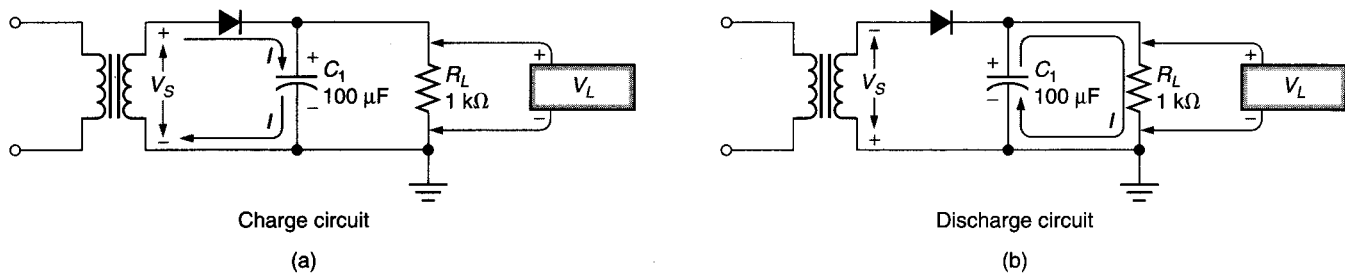 +
I
+
+
V_S
C_1
R_L
V_L
100 µF
1 kΩ
−
I
−
−
Charge circuit
(a)
−
+
+
V_S
C_1
R_L
V_L
100 µF
1 kΩ
−
I
−
+
Discharge circuit
(b)